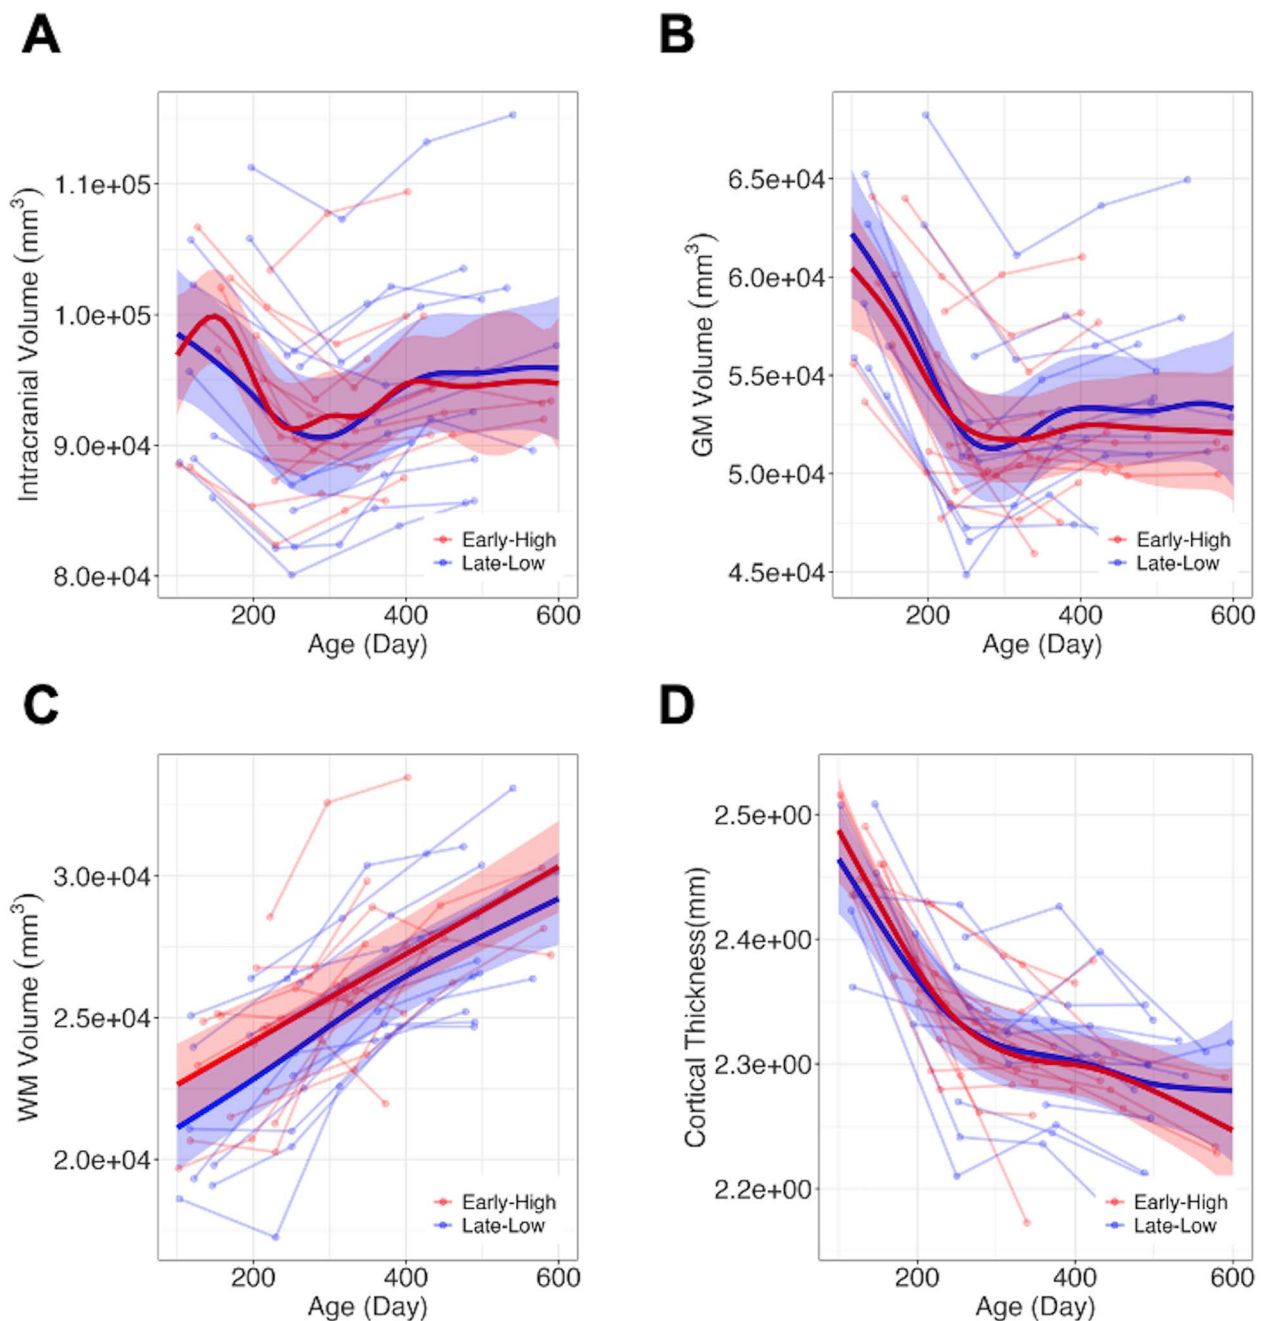 A
Intracranial Volume (mm³)
1.1e+05
1.0e+05
9.0e+04
8.0e+04
Early-High
Late-Low
200
400
600
Age (Day)
B
GM Volume (mm³)
6.5e+04
6.0e+04
5.5e+04
5.0e+04
4.5e+04
Early-High
Late-Low
200
400
600
Age (Day)
C
WM Volume (mm³)
3.0e+04
2.5e+04
2.0e+04
Early-High
Late-Low
200
400
600
Age (Day)
D
Cortical Thickness(mm)
2.5e+00
2.4e+00
2.3e+00
2.2e+00
Early-High
Late-Low
200
400
600
Age (Day)